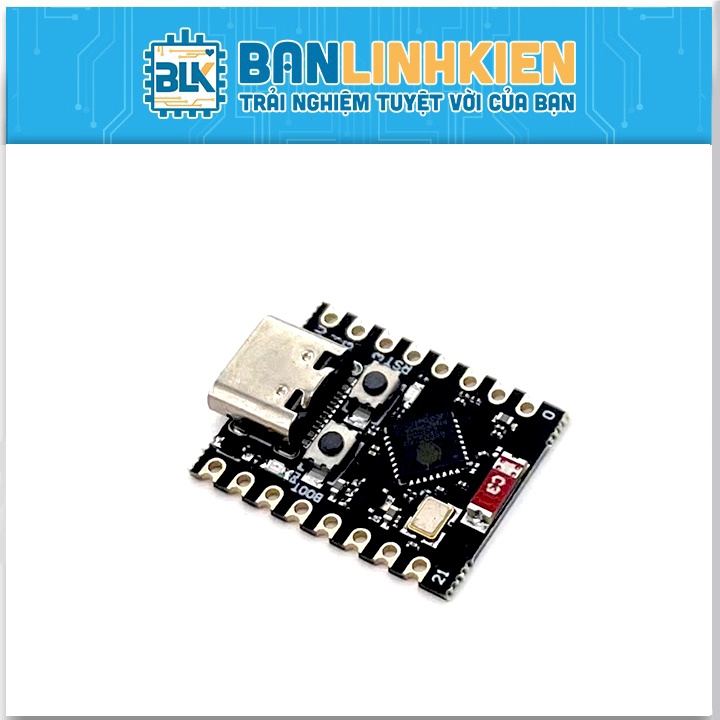 BLK
BANLINHKIEN
TRẢI NGHIỆM TUYỆT VỜI CỦA BẠN
RST
C3
0
BOOT
21